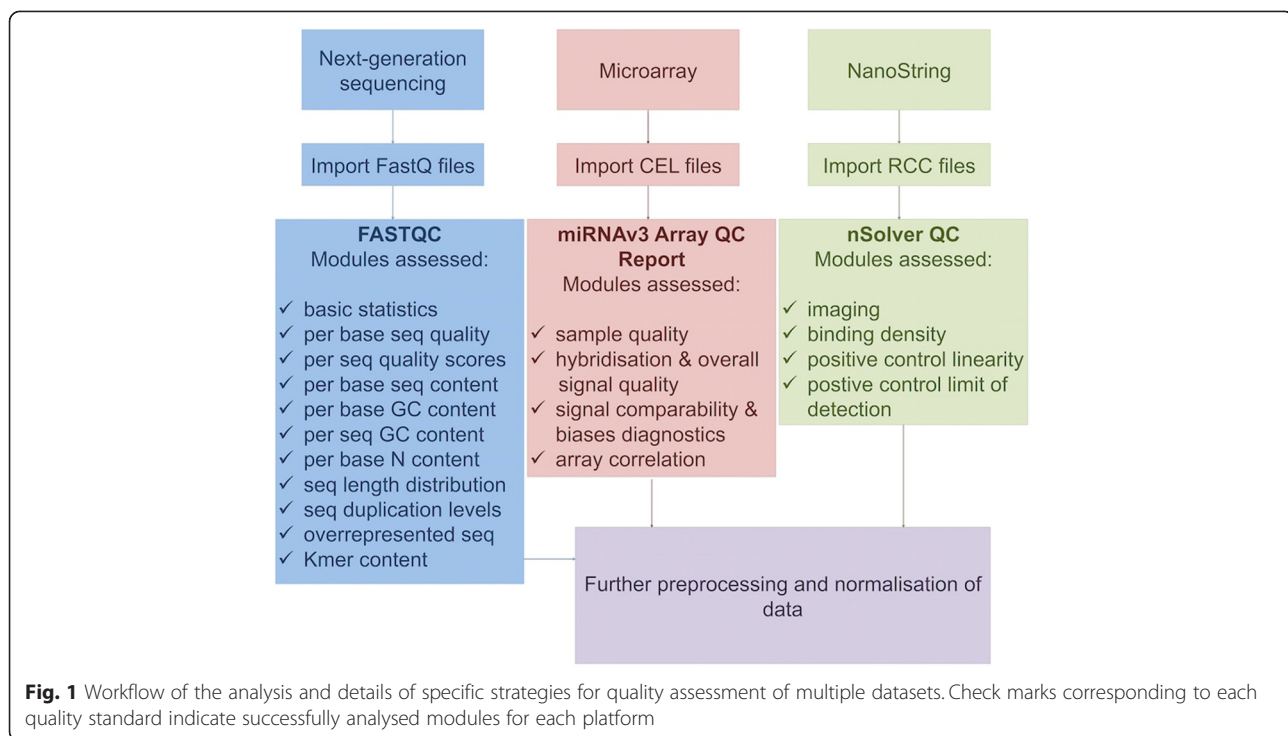 Next-generation
sequencing
Microarray
NanoString
Import FastQ files
Import CEL files
Import RCC files
FASTQC
Modules assessed:
✓ basic statistics
✓ per base seq quality
✓ per seq quality scores
✓ per base seq content
✓ per base GC content
✓ per seq GC content
✓ per base N content
✓ seq length distribution
✓ seq duplication levels
✓ overrepresented seq
✓ Kmer content
miRNAv3 Array QC
Report
Modules assessed:
✓ sample quality
✓ hybridisation & overall
signal quality
✓ signal comparability &
biases diagnostics
✓ array correlation
nSolver QC
Modules assessed:
✓ imaging
✓ binding density
✓ positive control linearity
✓ postive control limit of
detection
Further preprocessing and normalisation of
data
Fig. 1 Workflow of the analysis and details of specific strategies for quality assessment of multiple datasets. Check marks corresponding to each
quality standard indicate successfully analysed modules for each platform